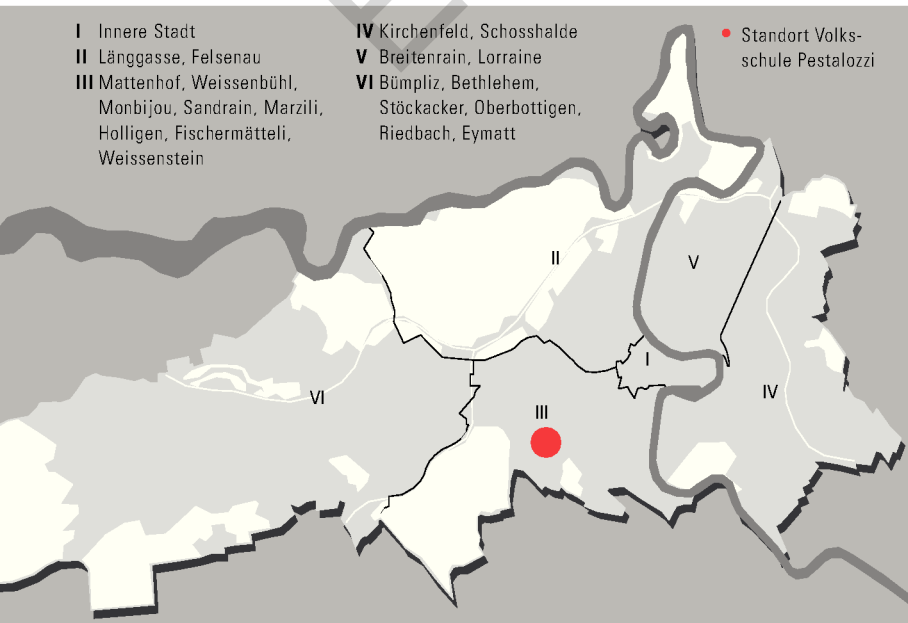 I Innere Stadt
II Länggasse, Felsenau
III Mattenhof, Weissenbühl,
Monbijou, Sandrain, Marzili,
Holligen, Fischermätteli,
Weissenstein
IV Kirchenfeld, Schosshalde
V Breitenrain, Lorraine
VI Bümpliz, Bethlehem,
Stöckacker, Oberbottigen,
Riedbach, Eymatt
Standort Volks-
schule Pestalozzi
II
V
I
VI
IV
III